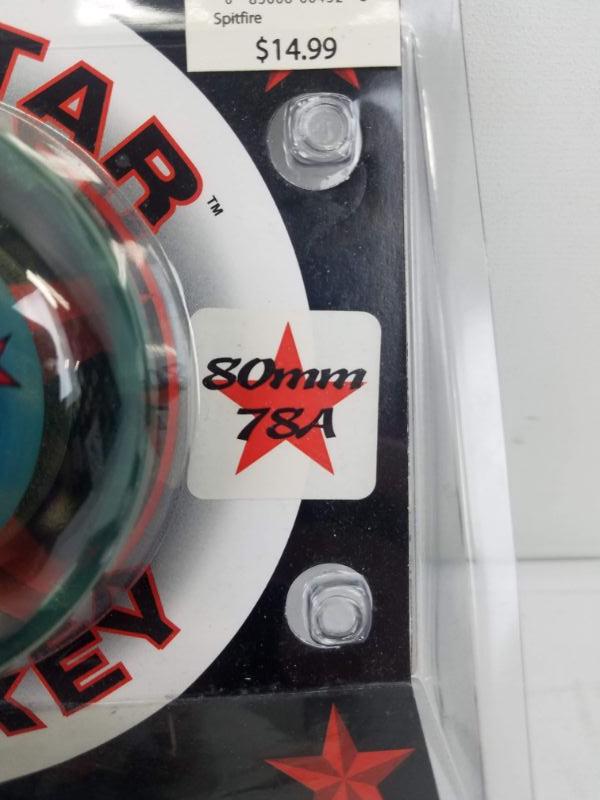 Spitfire
$14.99
TAR
™
80mm
78A
KEY